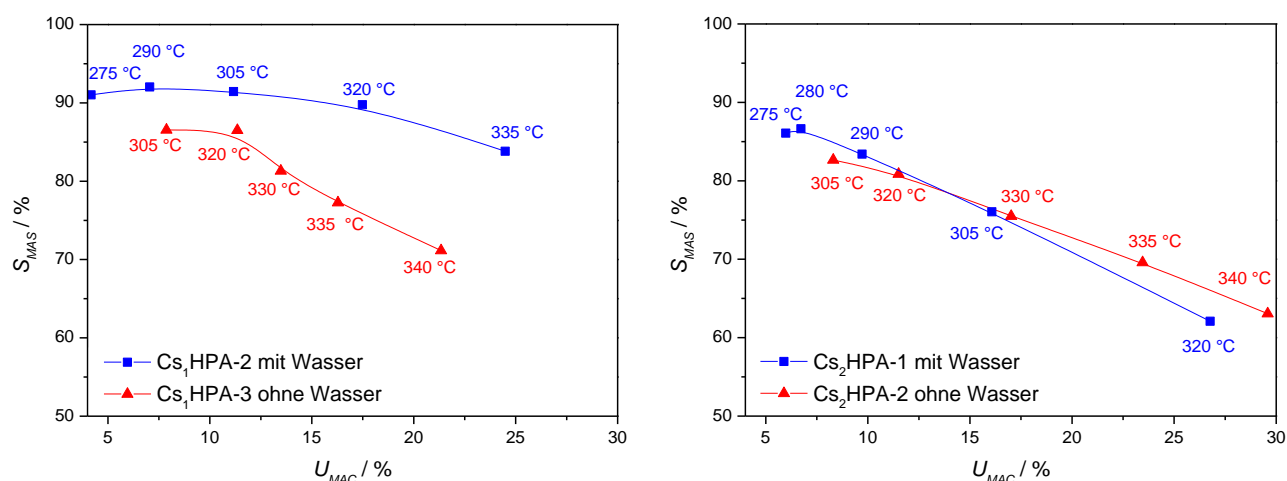 100
90
80
70
60
50
S_MAS / %
275 °C
290 °C
305 °C
320 °C
335 °C
305 °C
320 °C
330 °C
335 °C
340 °C
Cs₁HPA-2 mit Wasser
Cs₁HPA-3 ohne Wasser
5 10 15 20 25 30
U_MAC / %
100
90
80
70
60
50
S_MAS / %
275 °C
280 °C
290 °C
305 °C
320 °C
305 °C
320 °C
330 °C
335 °C
340 °C
Cs₂HPA-1 mit Wasser
Cs₂HPA-2 ohne Wasser
5 10 15 20 25 30
U_MAC / %